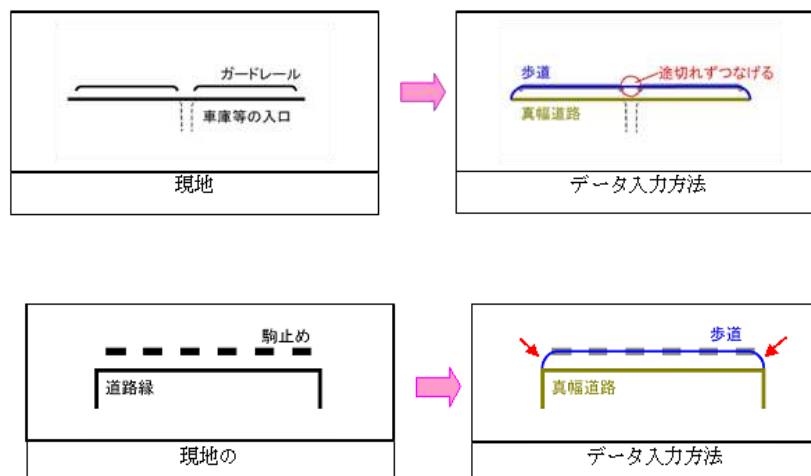 ガードレール
車庫等の入口
現地
歩道
途切れずつなげる
真幅道路
データ入力方法
駒止め
道路縁
現地の
歩道
真幅道路
データ入力方法